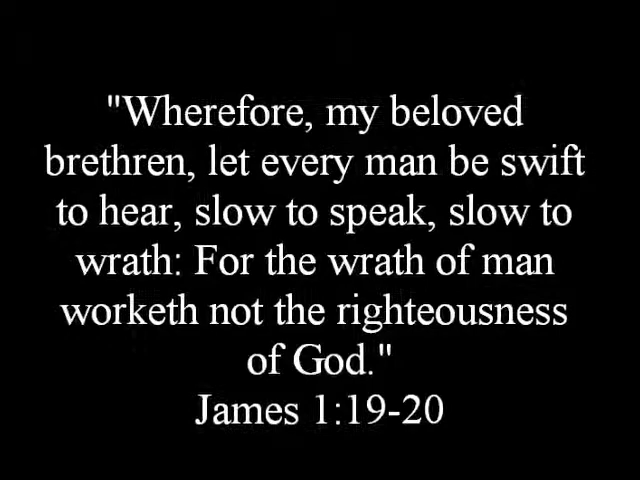 "Wherefore, my beloved
brethren, let every man be swift
to hear, slow to speak, slow to
wrath: For the wrath of man
worketh not the righteousness
of God."
James 1:19-20